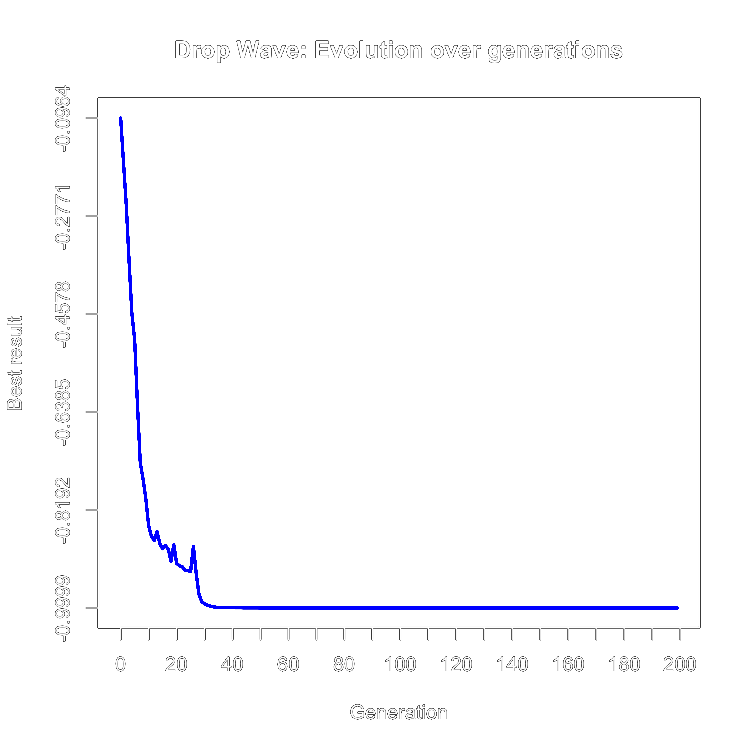 Drop Wave: Evolution over generations
-0.0964
-0.2771
-0.4578
-0.6385
-0.8192
-0.9999
Best result
0 20 40 60 80 100 120 140 160 180 200
Generation